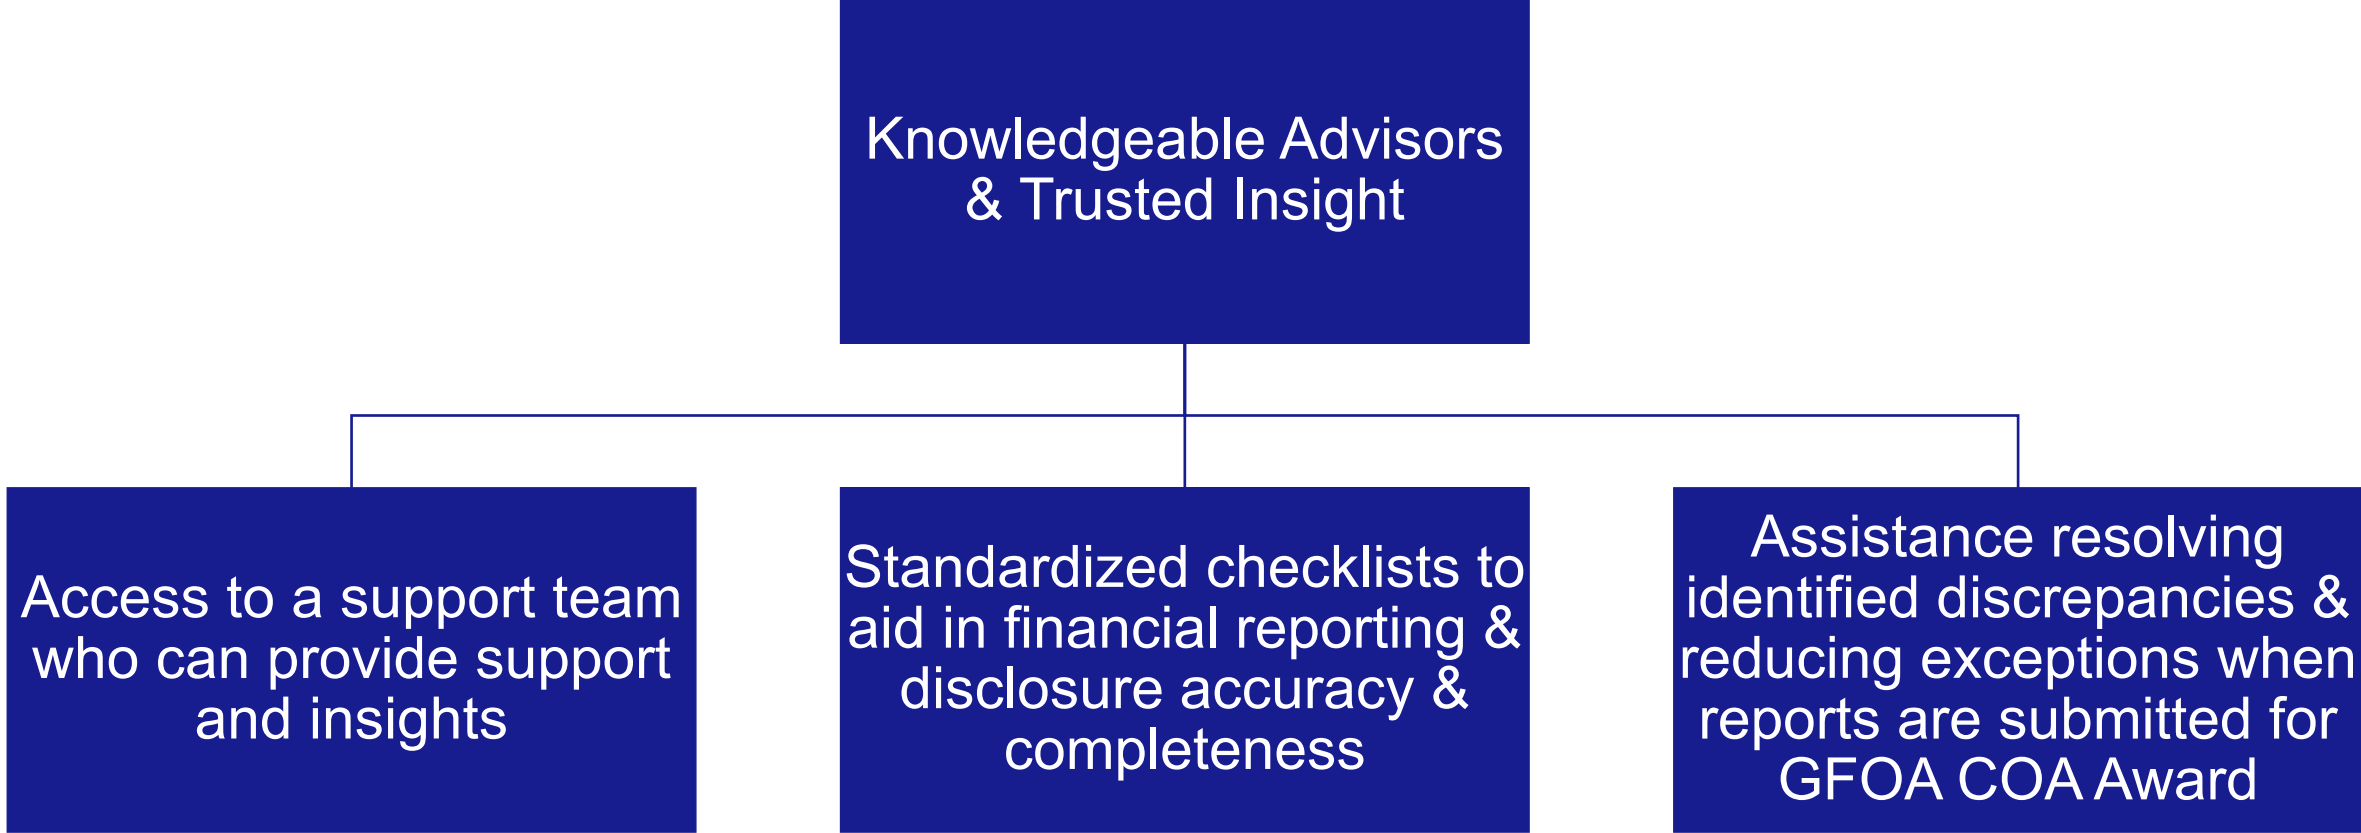 Knowledgeable Advisors
& Trusted Insight
Access to a support team
who can provide support
and insights
Standardized checklists to
aid in financial reporting &
disclosure accuracy &
completeness
Assistance resolving
identified discrepancies &
reducing exceptions when
reports are submitted for
GFOA COA Award